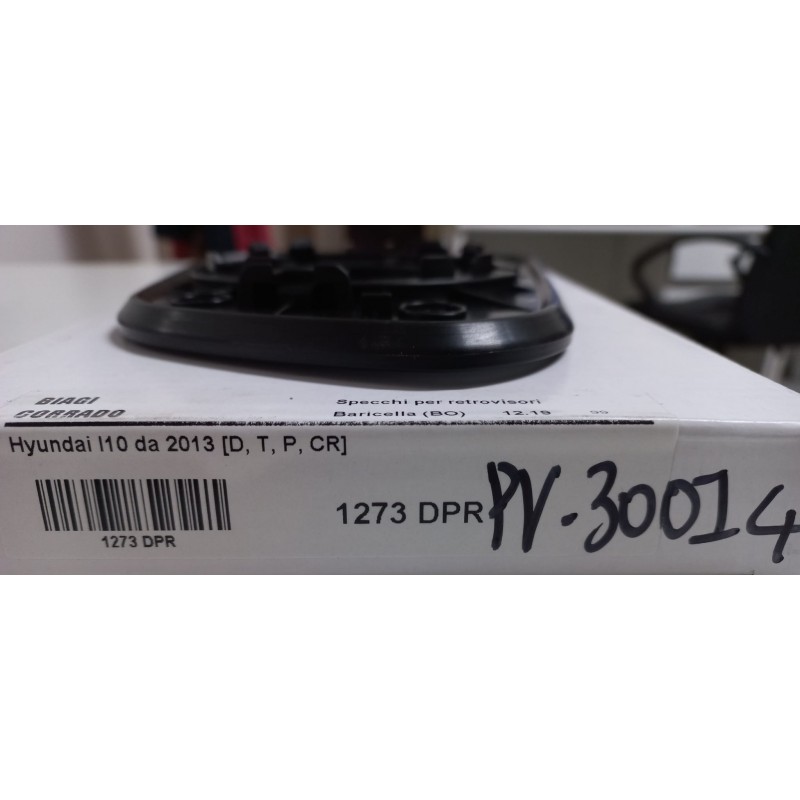 BIAGI
CORRADO
Specchi per retrovisori
Baricella (BO) 12.19
Hyundai I10 da 2013 [D, T, P, CR]
1273 DPR
1273 DPR
PV-30014